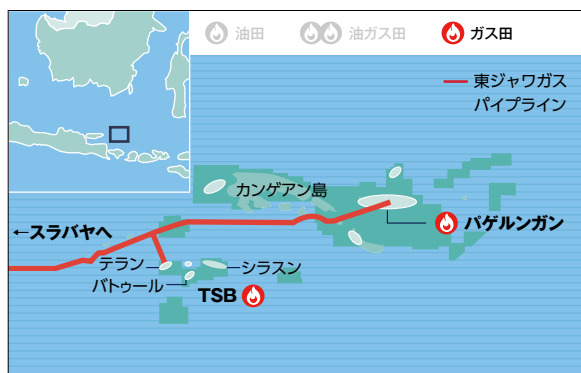 油田
油ガス田
ガス田
東ジャワガス
パイプライン
カンゲアン島
←スラバヤへ
パゲルンガン
テラン
シラスン
バトゥール
TSB